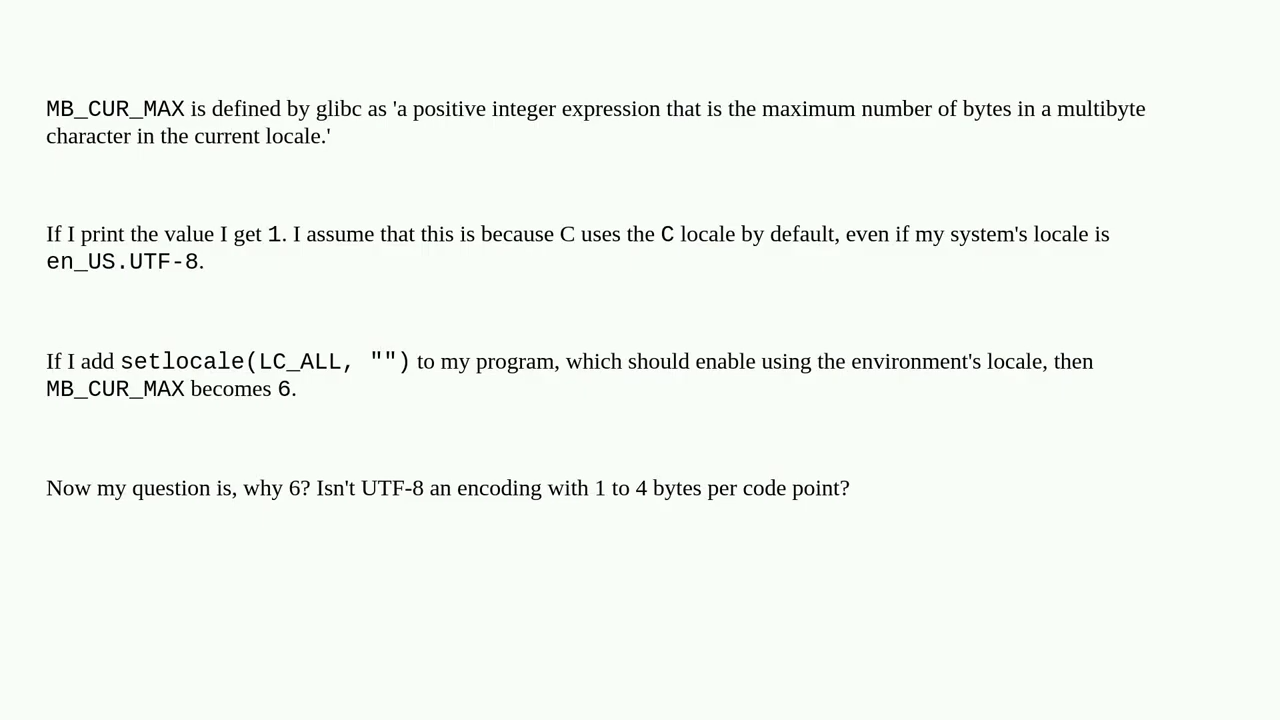 MB_CUR_MAX is defined by glibc as 'a positive integer expression that is the maximum number of bytes in a multibyte
character in the current locale.'
If I print the value I get 1. I assume that this is because C uses the C locale by default, even if my system's locale is
en_US.UTF-8.
If I add setlocale(LC_ALL, "") to my program, which should enable using the environment's locale, then
MB_CUR_MAX becomes 6.
Now my question is, why 6? Isn't UTF-8 an encoding with 1 to 4 bytes per code point?